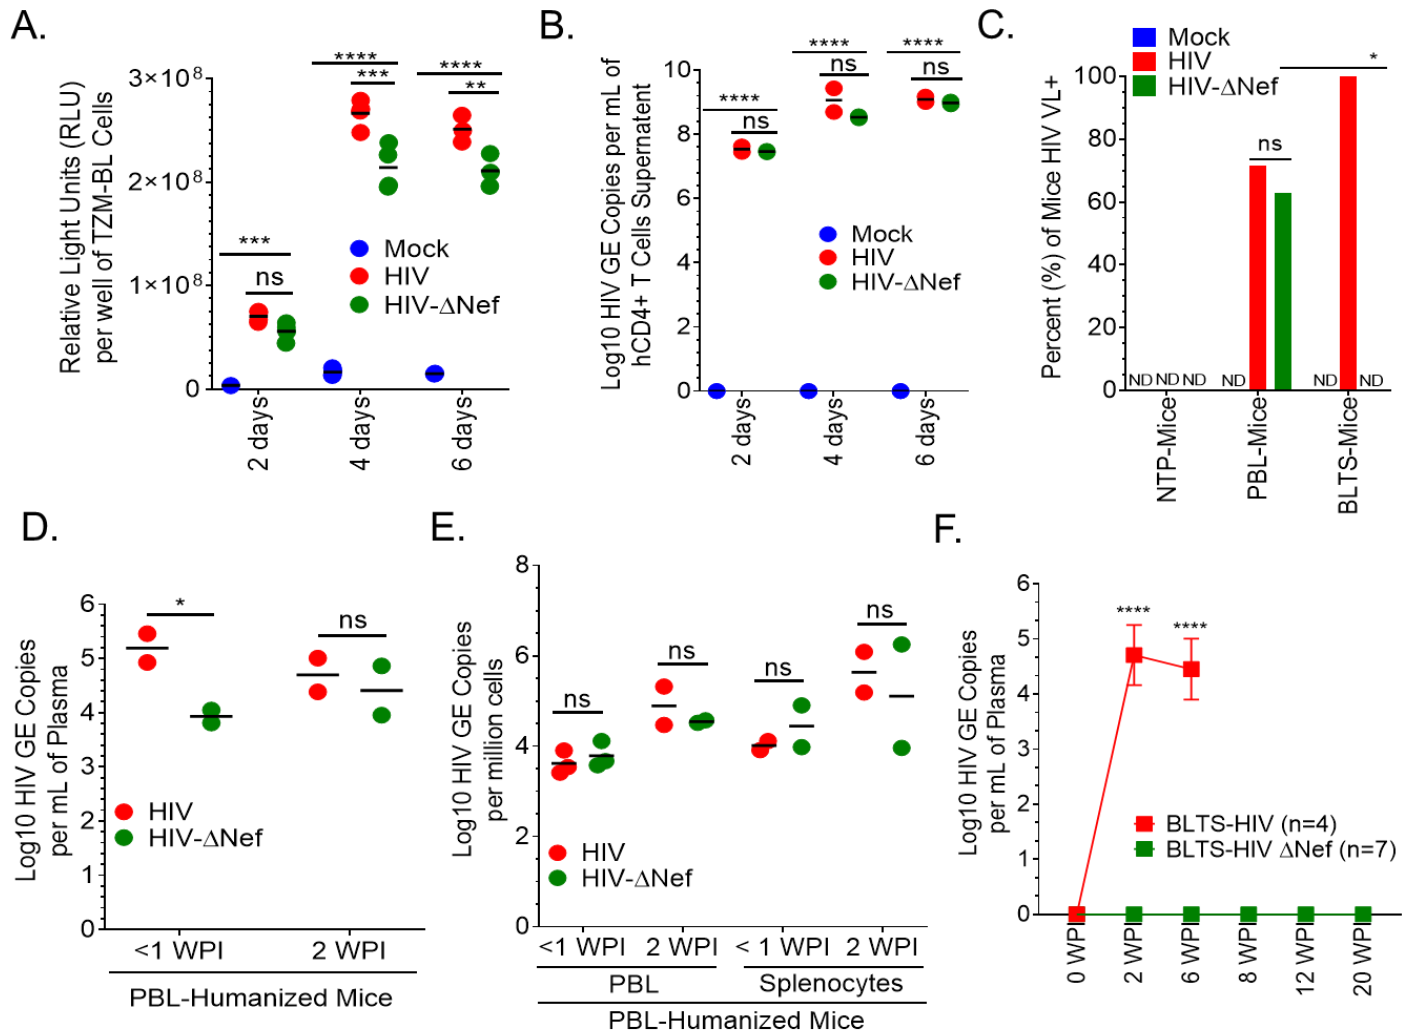 A.
Relative Light Units (RLU)
per well of TZM-BL Cells
3×10⁸
2×10⁸
1×10⁸
0
***
ns
****
***
****
**
Mock
HIV
HIV-ΔNef
2 days
4 days
6 days
B.
Log10 HIV GE Copies per mL of
hCD4+ T Cells Supernatent
10
8
6
4
2
0
****
ns
****
ns
****
ns
Mock
HIV
HIV-ΔNef
2 days
4 days
6 days
C.
Mock
HIV
HIV-ΔNef
Percent (%) of Mice HIV VL+
100
80
60
40
20
0
*
ns
ND ND ND
ND
ND ND
NTP-Mice
PBL-Mice
BLTS-Mice
D.
Log10 HIV GE Copies
per mL of Plasma
6
5
4
3
2
1
0
*
ns
HIV
HIV-ΔNef
<1 WPI 2 WPI
PBL-Humanized Mice
E.
Log10 HIV GE Copies
per million cells
8
6
4
2
0
ns
ns
ns
ns
HIV
HIV-ΔNef
<1 WPI 2 WPI < 1 WPI 2 WPI
PBL Splenocytes
PBL-Humanized Mice
F.
Log10 HIV GE Copies
per mL of Plasma
6
5
4
3
2
1
0
****
****
BLTS-HIV (n=4)
BLTS-HIV ΔNef (n=7)
0 WPI
2 WPI
6 WPI
8 WPI
12 WPI
20 WPI